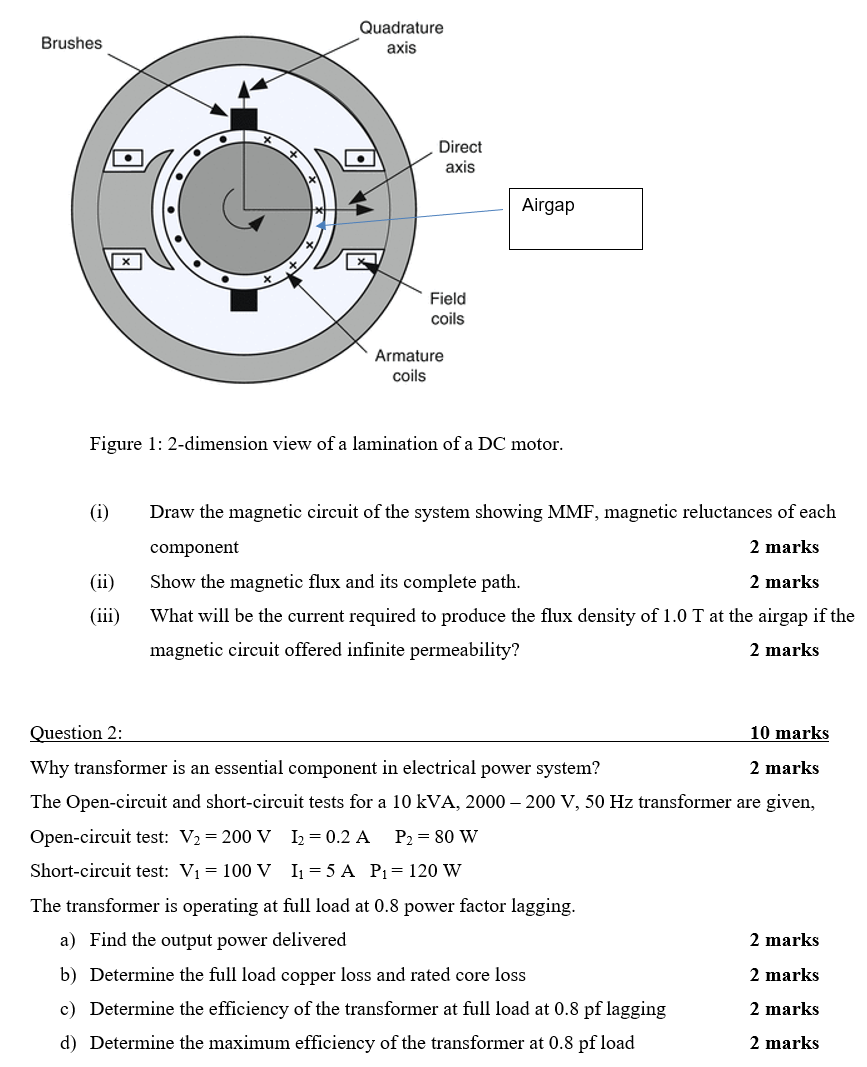 Quadrature
axis
Brushes
Direct
axis
Airgap
Field
coils
Armature
coils
Figure 1: 2-dimension view of a lamination of a DC motor.
(i) Draw the magnetic circuit of the system showing MMF, magnetic reluctances of each
component 2 marks
(ii) Show the magnetic flux and its complete path. 2 marks
(iii) What will be the current required to produce the flux density of 1.0 T at the airgap if the
magnetic circuit offered infinite permeability? 2 marks
Question 2: 10 marks
Why transformer is an essential component in electrical power system? 2 marks
The Open-circuit and short-circuit tests for a 10 kVA, 2000 – 200 V, 50 Hz transformer are given,
Open-circuit test: V₂ = 200 V I₂ = 0.2 A P₂ = 80 W
Short-circuit test: V₁ = 100 V I₁ = 5 A P₁ = 120 W
The transformer is operating at full load at 0.8 power factor lagging.
a) Find the output power delivered 2 marks
b) Determine the full load copper loss and rated core loss 2 marks
c) Determine the efficiency of the transformer at full load at 0.8 pf lagging 2 marks
d) Determine the maximum efficiency of the transformer at 0.8 pf load 2 marks